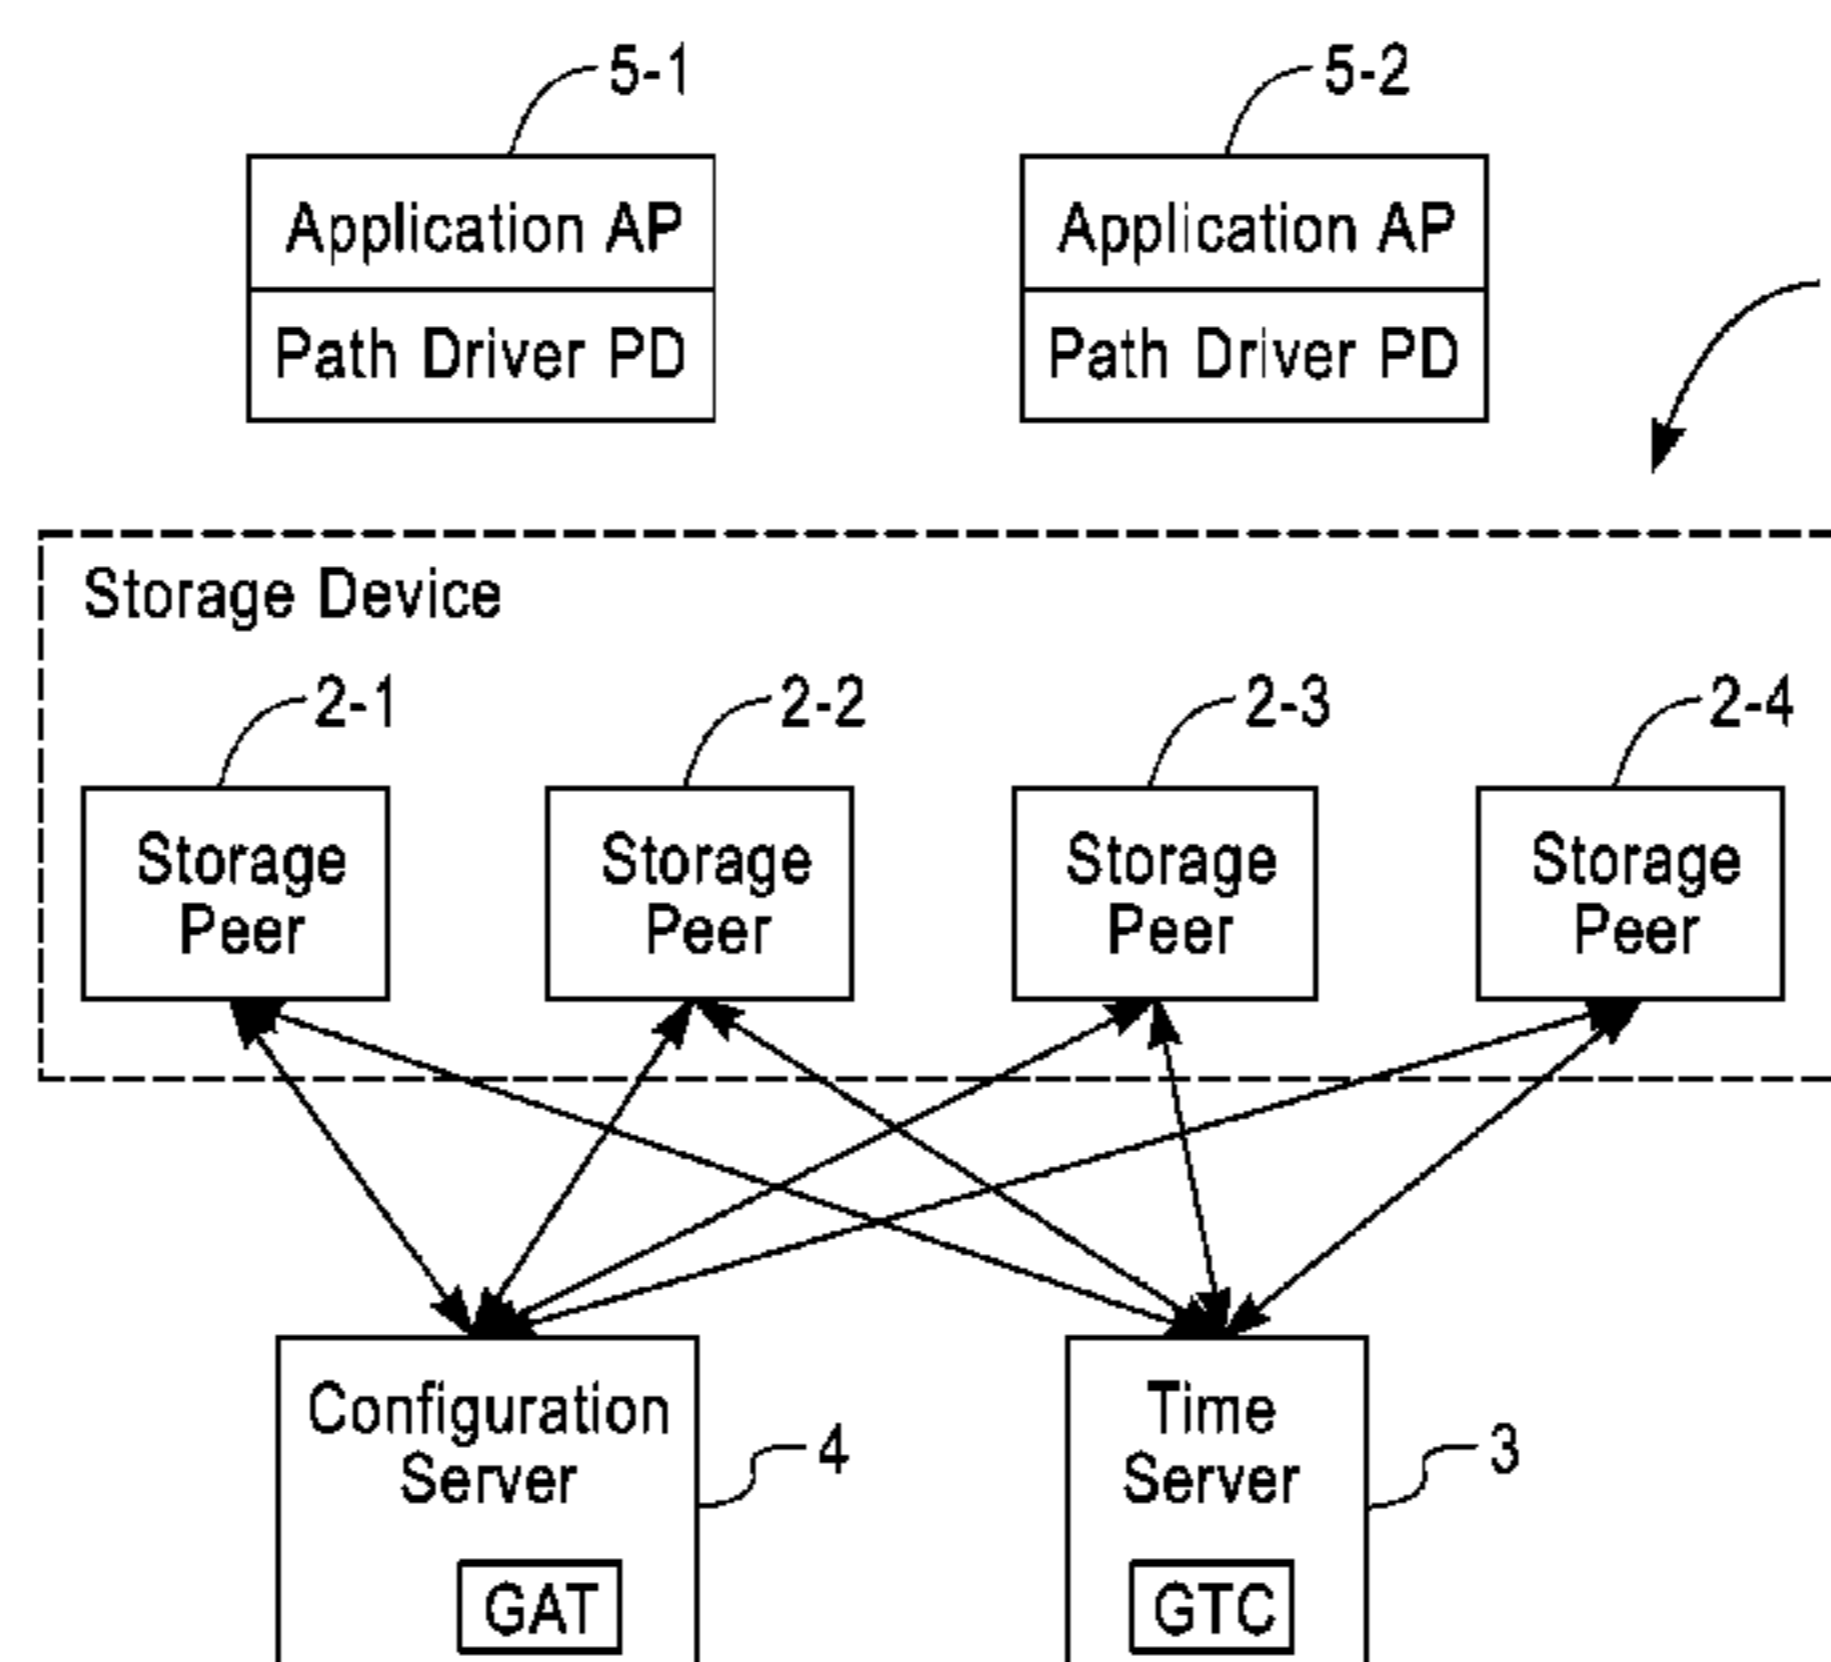 5-1
5-2
Application AP
Application AP
Path Driver PD
Path Driver PD
Storage Device
2-1
2-2
2-3
2-4
Storage
Peer
Storage
Peer
Storage
Peer
Storage
Peer
Configuration
Server
4
GAT
Time
Server
3
GTC